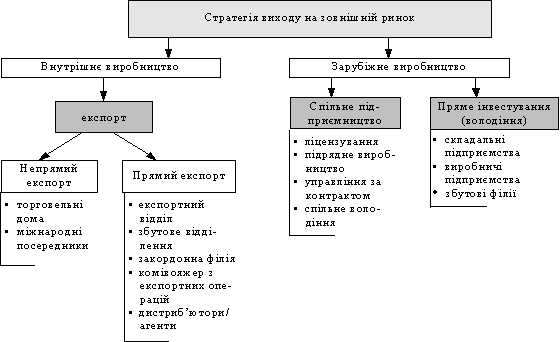 Стратегія виходу на зовнішній ринок
Внутрішнє виробництво
Зарубіжне виробництво
експорт
Спільне під-
приємництво
Пряме інвестування
(володіння)
Непрямий
експорт
Прямий експорт
• торговельні
дома
• міжнародні
посередники
• експортний
відділ
• збутове відді-
лення
• закордонна філія
• комівояжер з
експортних опе-
рацій
• дистриб’ютори/
агенти
• ліцензування
• підрядне вироб-
ництво
• управління за
контрактом
• спільне воло-
діння
• складальні
підприємства
• виробничі
підприємства
• збутові філії